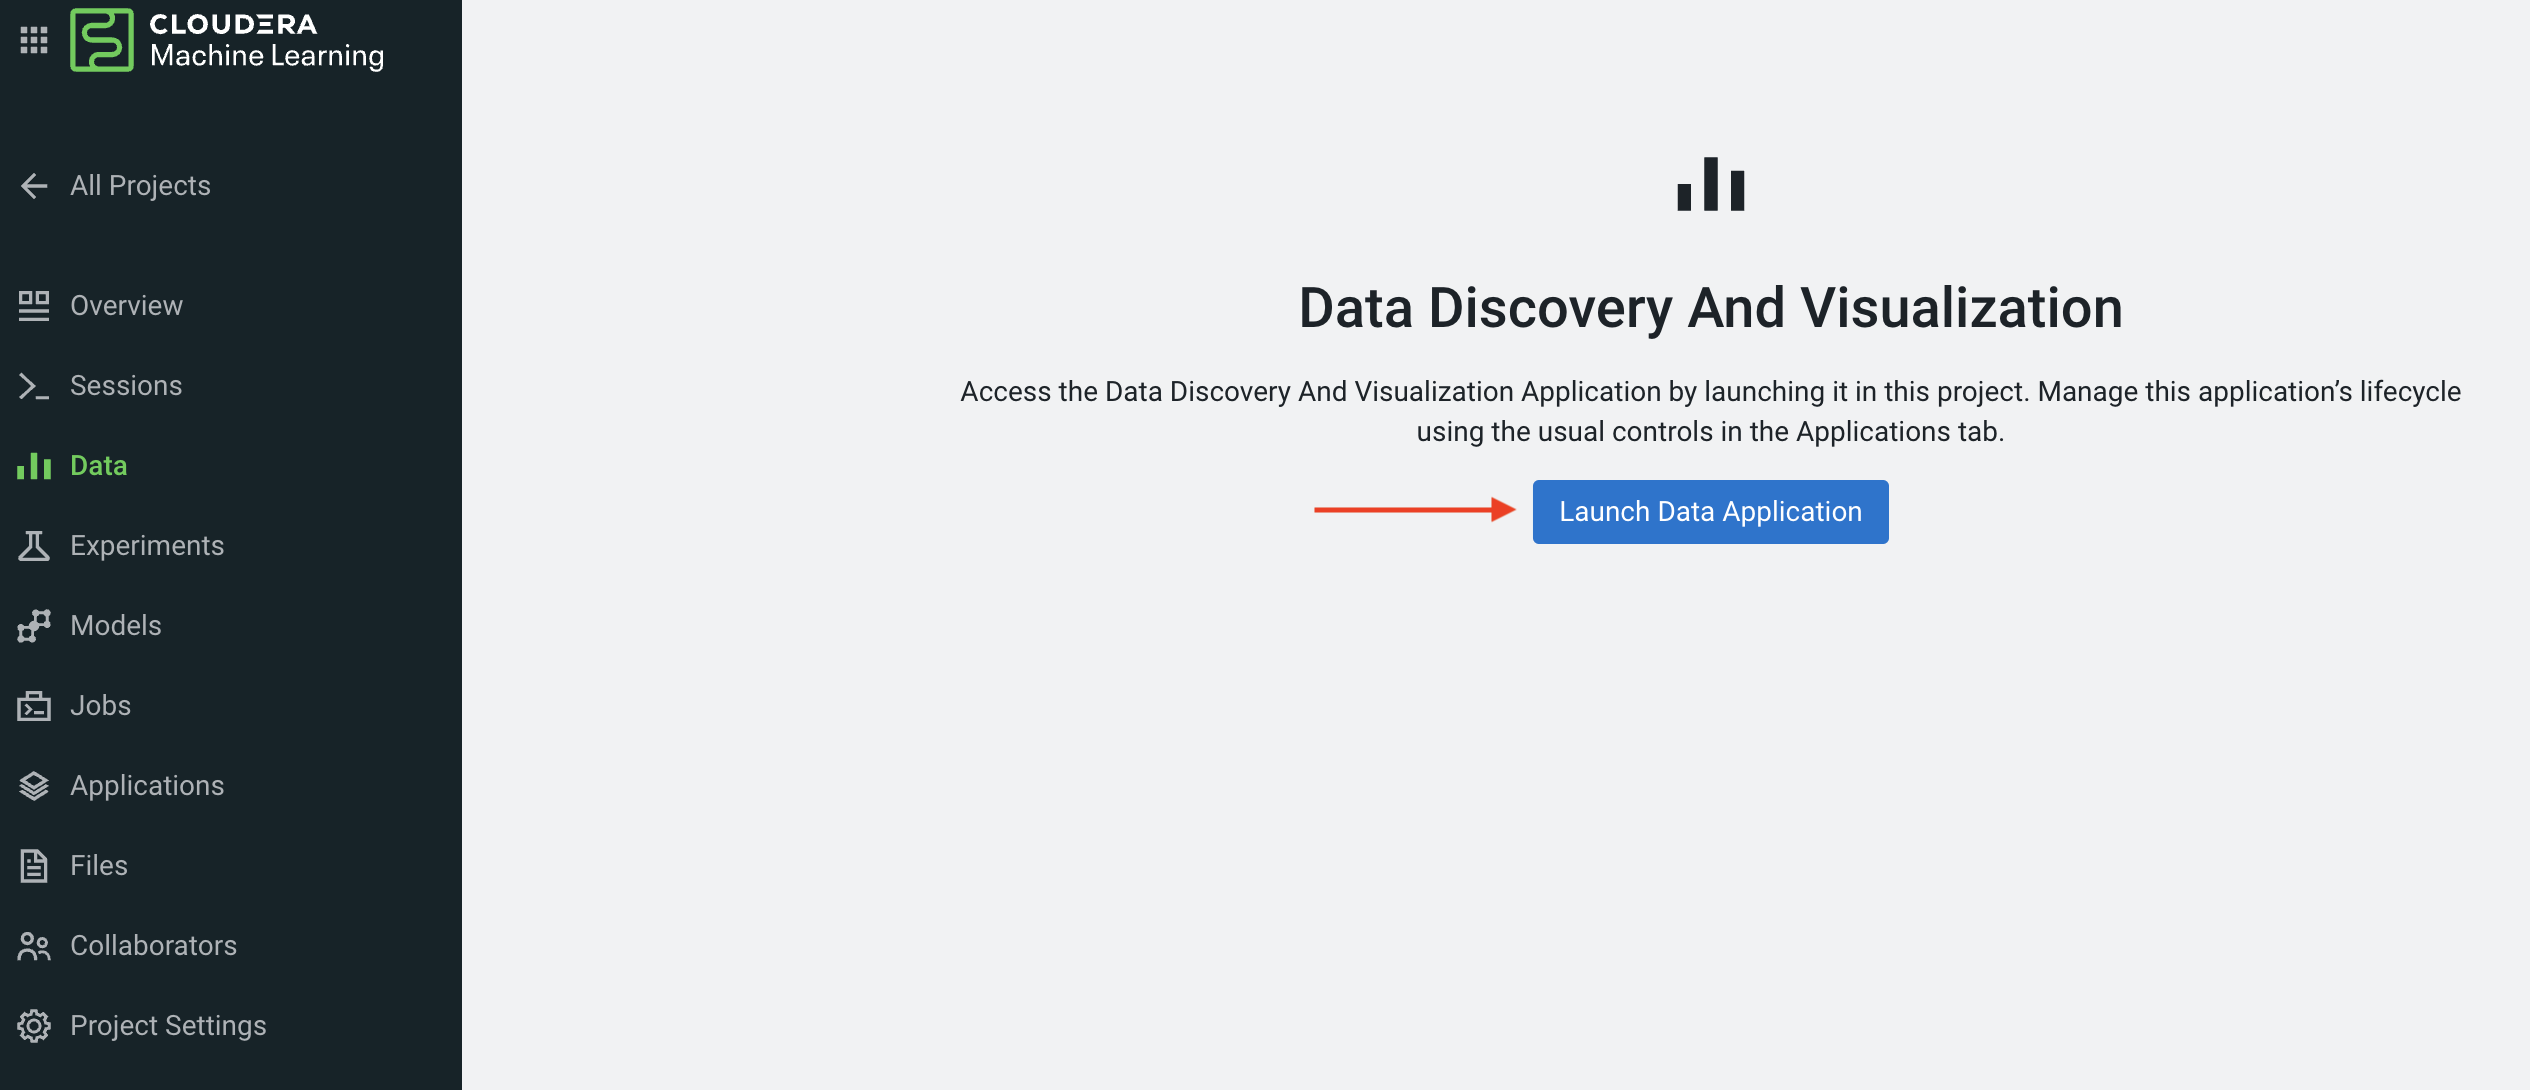 CLOUDERA
Machine Learning
All Projects
Overview
Sessions
Data
Experiments
Models
Jobs
Applications
Files
Collaborators
Project Settings
Data Discovery And Visualization
Access the Data Discovery And Visualization Application by launching it in this project. Manage this application’s lifecycle
using the usual controls in the Applications tab.
Launch Data Application